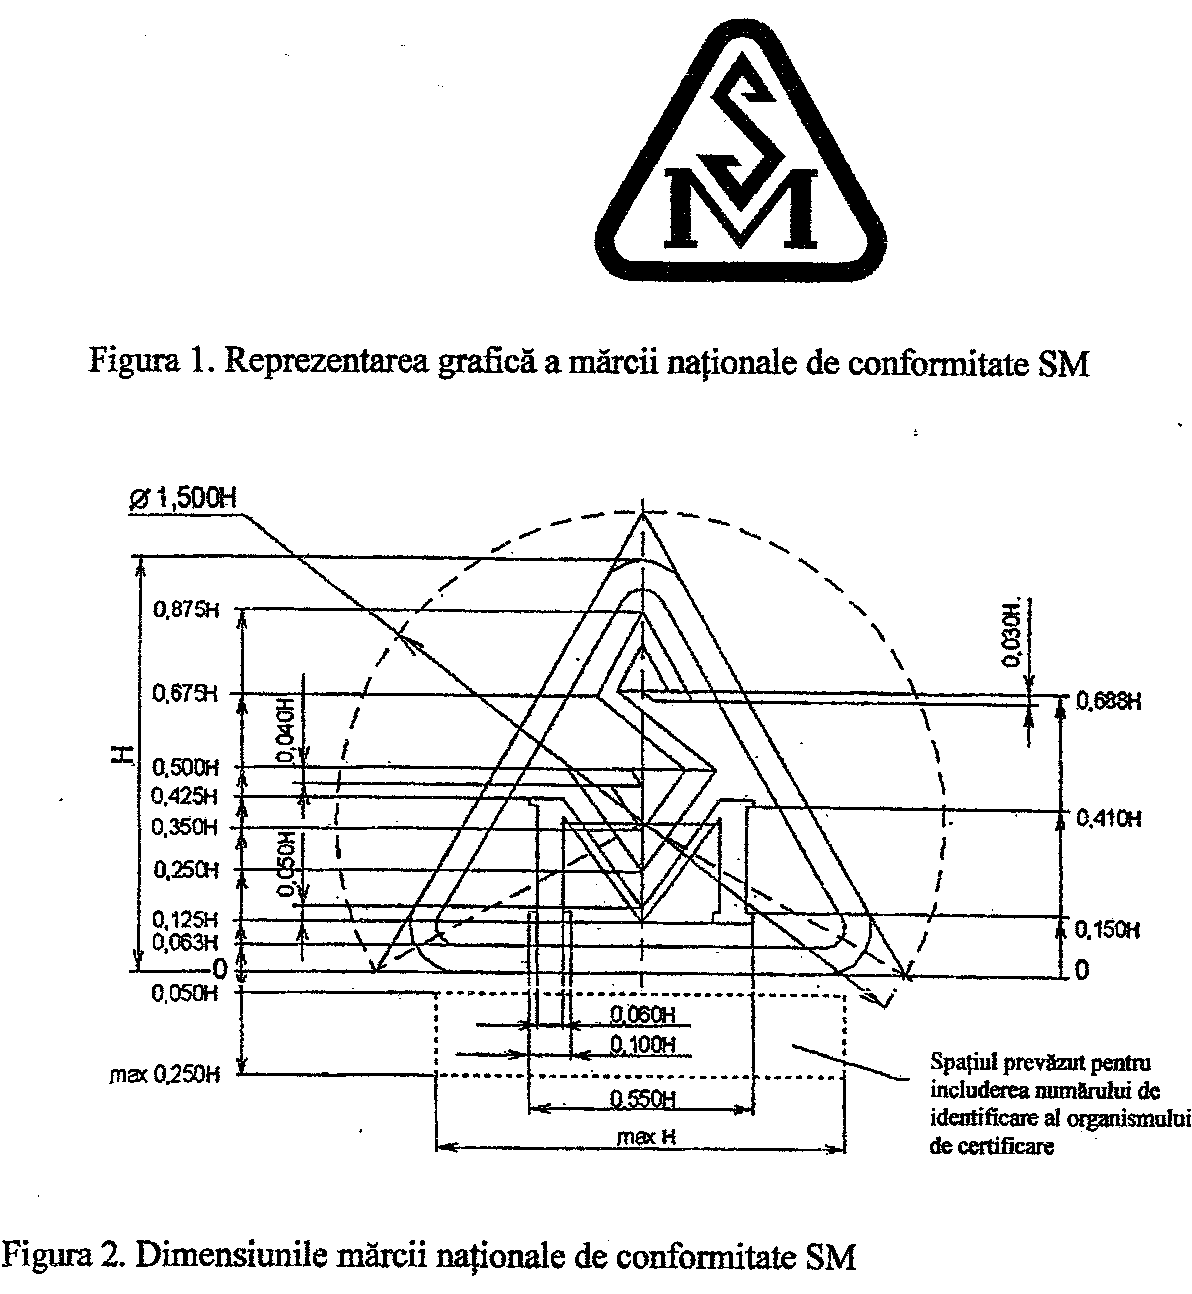 SM
Figura 1. Reprezentarea grafică a mărcii naționale de conformitate SM
Ø 1,500H
0,875H
0,030H
0,675H
0,688H
0,040H
H
0,500H
0,425H
0,410H
0,350H
0,050H
0,250H
0,125H
0,150H
0,063H
0
0
0,050H
0,060H
0,100H
max 0,250H
0,550H
max H
Spațiul prevăzut pentru
includerea numărului de
identificare al organismului
de certificare
Figura 2. Dimensiunile mărcii naționale de conformitate SM